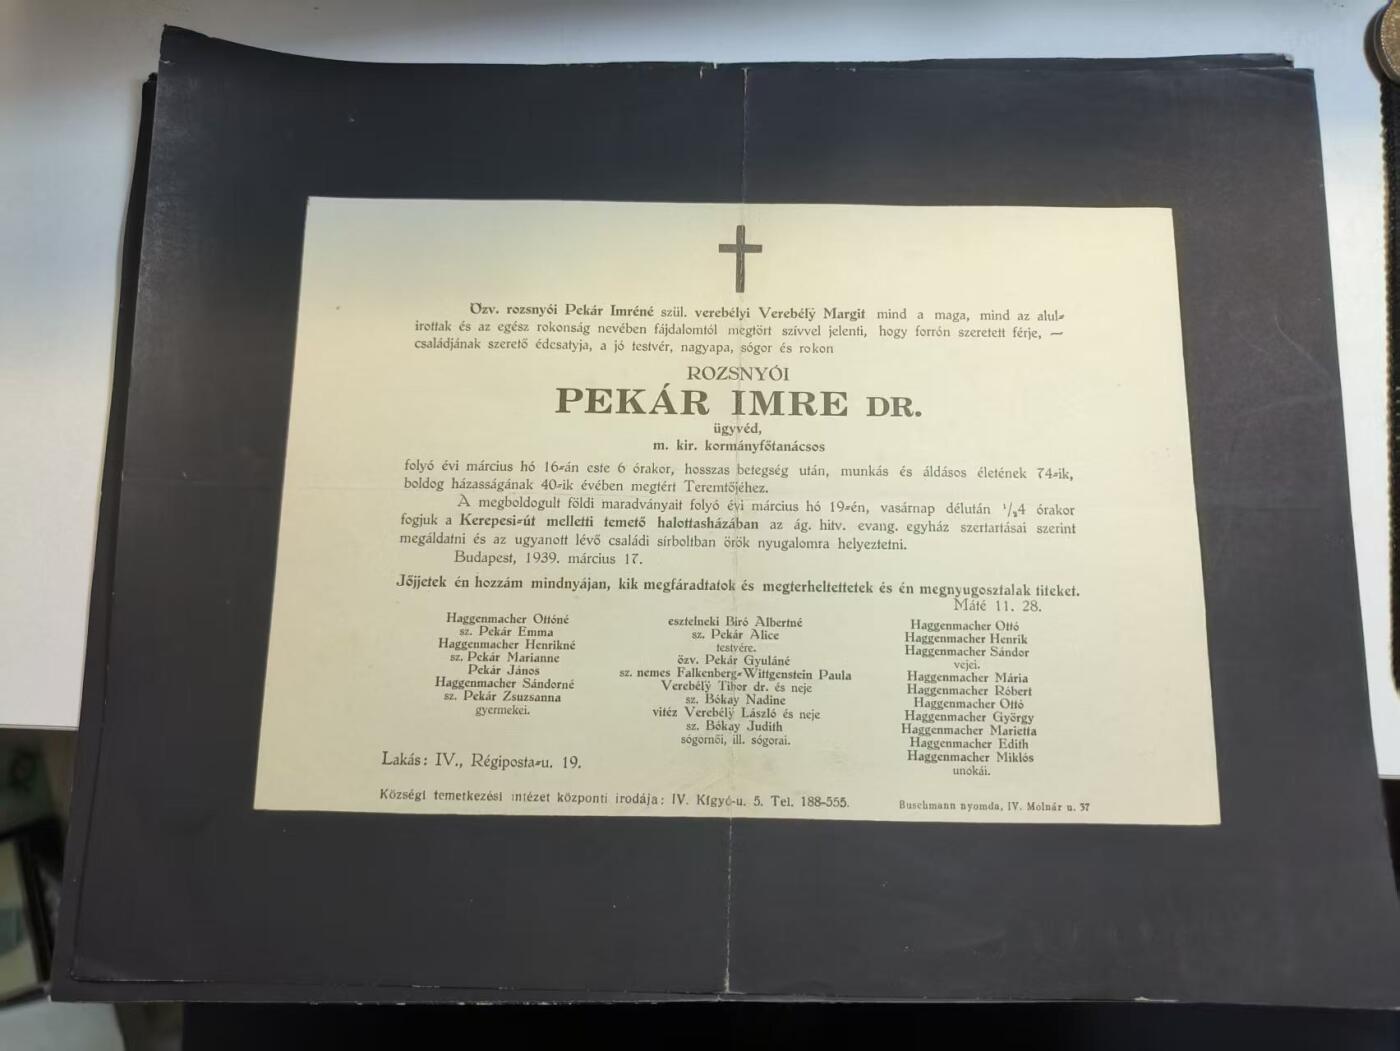 Özv. rozsnyói Pekár Imréné szül. verebélyi Verebélÿ Margit mind a maga, mind az alul-
írottak és az egész rokonság nevében fájdalomtól megtört szívvel jelenti, hogy forrón szeretett férje, —
családjának szerető édesatyja, a jó testvér, nagyapa, sógor és rokon
ROZSNYÓI
PEKÁR IMRE DR.
ügyvéd,
m. kir. kormányfőtanácsos
folyó évi március hó 16-án este 6 órakor, hosszas betegség után, munkás és áldásos életének 74-ik,
boldog házasságának 40-ik évében megtért Teremtőjéhez.
A megboldogult földi maradványait folyó évi március hó 19-én, vasárnap délután ½4 órakor
fogjuk a Kerepesi-út melletti temető halottasházában az ág. hitv. evang. egyház szertartásai szerint
megáldatni és az ugyanott lévő családi sírboltban örök nyugalomra helyeztetni.
Budapest, 1939. március 17.
Jőjjetek én hozzám mindnyájan, kik megfáradtatok és megterheltettetek és én megnyugosztalak titeket.
Máté 11. 28.
Haggenmacher Ottóné
sz. Pekár Emma
Haggenmacher Henrikné
sz. Pekár Marianne
Pekár János
Haggenmacher Sándorné
sz. Pekár Zsuzsanna
gyermekei.
esztelneki Biró Albertné
sz. Pekár Alice
testvére.
özv. Pekár Gyuláné
sz. nemes Falkenberg-Wittgenstein Paula
Verebélÿ Tibor dr. és neje
sz. Bókay Nadine
vitéz Verebélÿ László és neje
sz. Bókay Judith
sógornői, ill. sógorai.
Haggenmacher Ottó
Haggenmacher Henrik
Haggenmacher Sándor
vejei.
Haggenmacher Mária
Haggenmacher Róbert
Haggenmacher Ottó
Haggenmacher György
Haggenmacher Marietta
Haggenmacher Edith
Haggenmacher Miklós
unokái.
Lakás: IV., Régiposta-u. 19.
Községi temetkezési intézet központi irodája: IV. Kígyó-u. 5. Tel. 188-555.
Buschmann nyomda, IV. Molnár u. 37